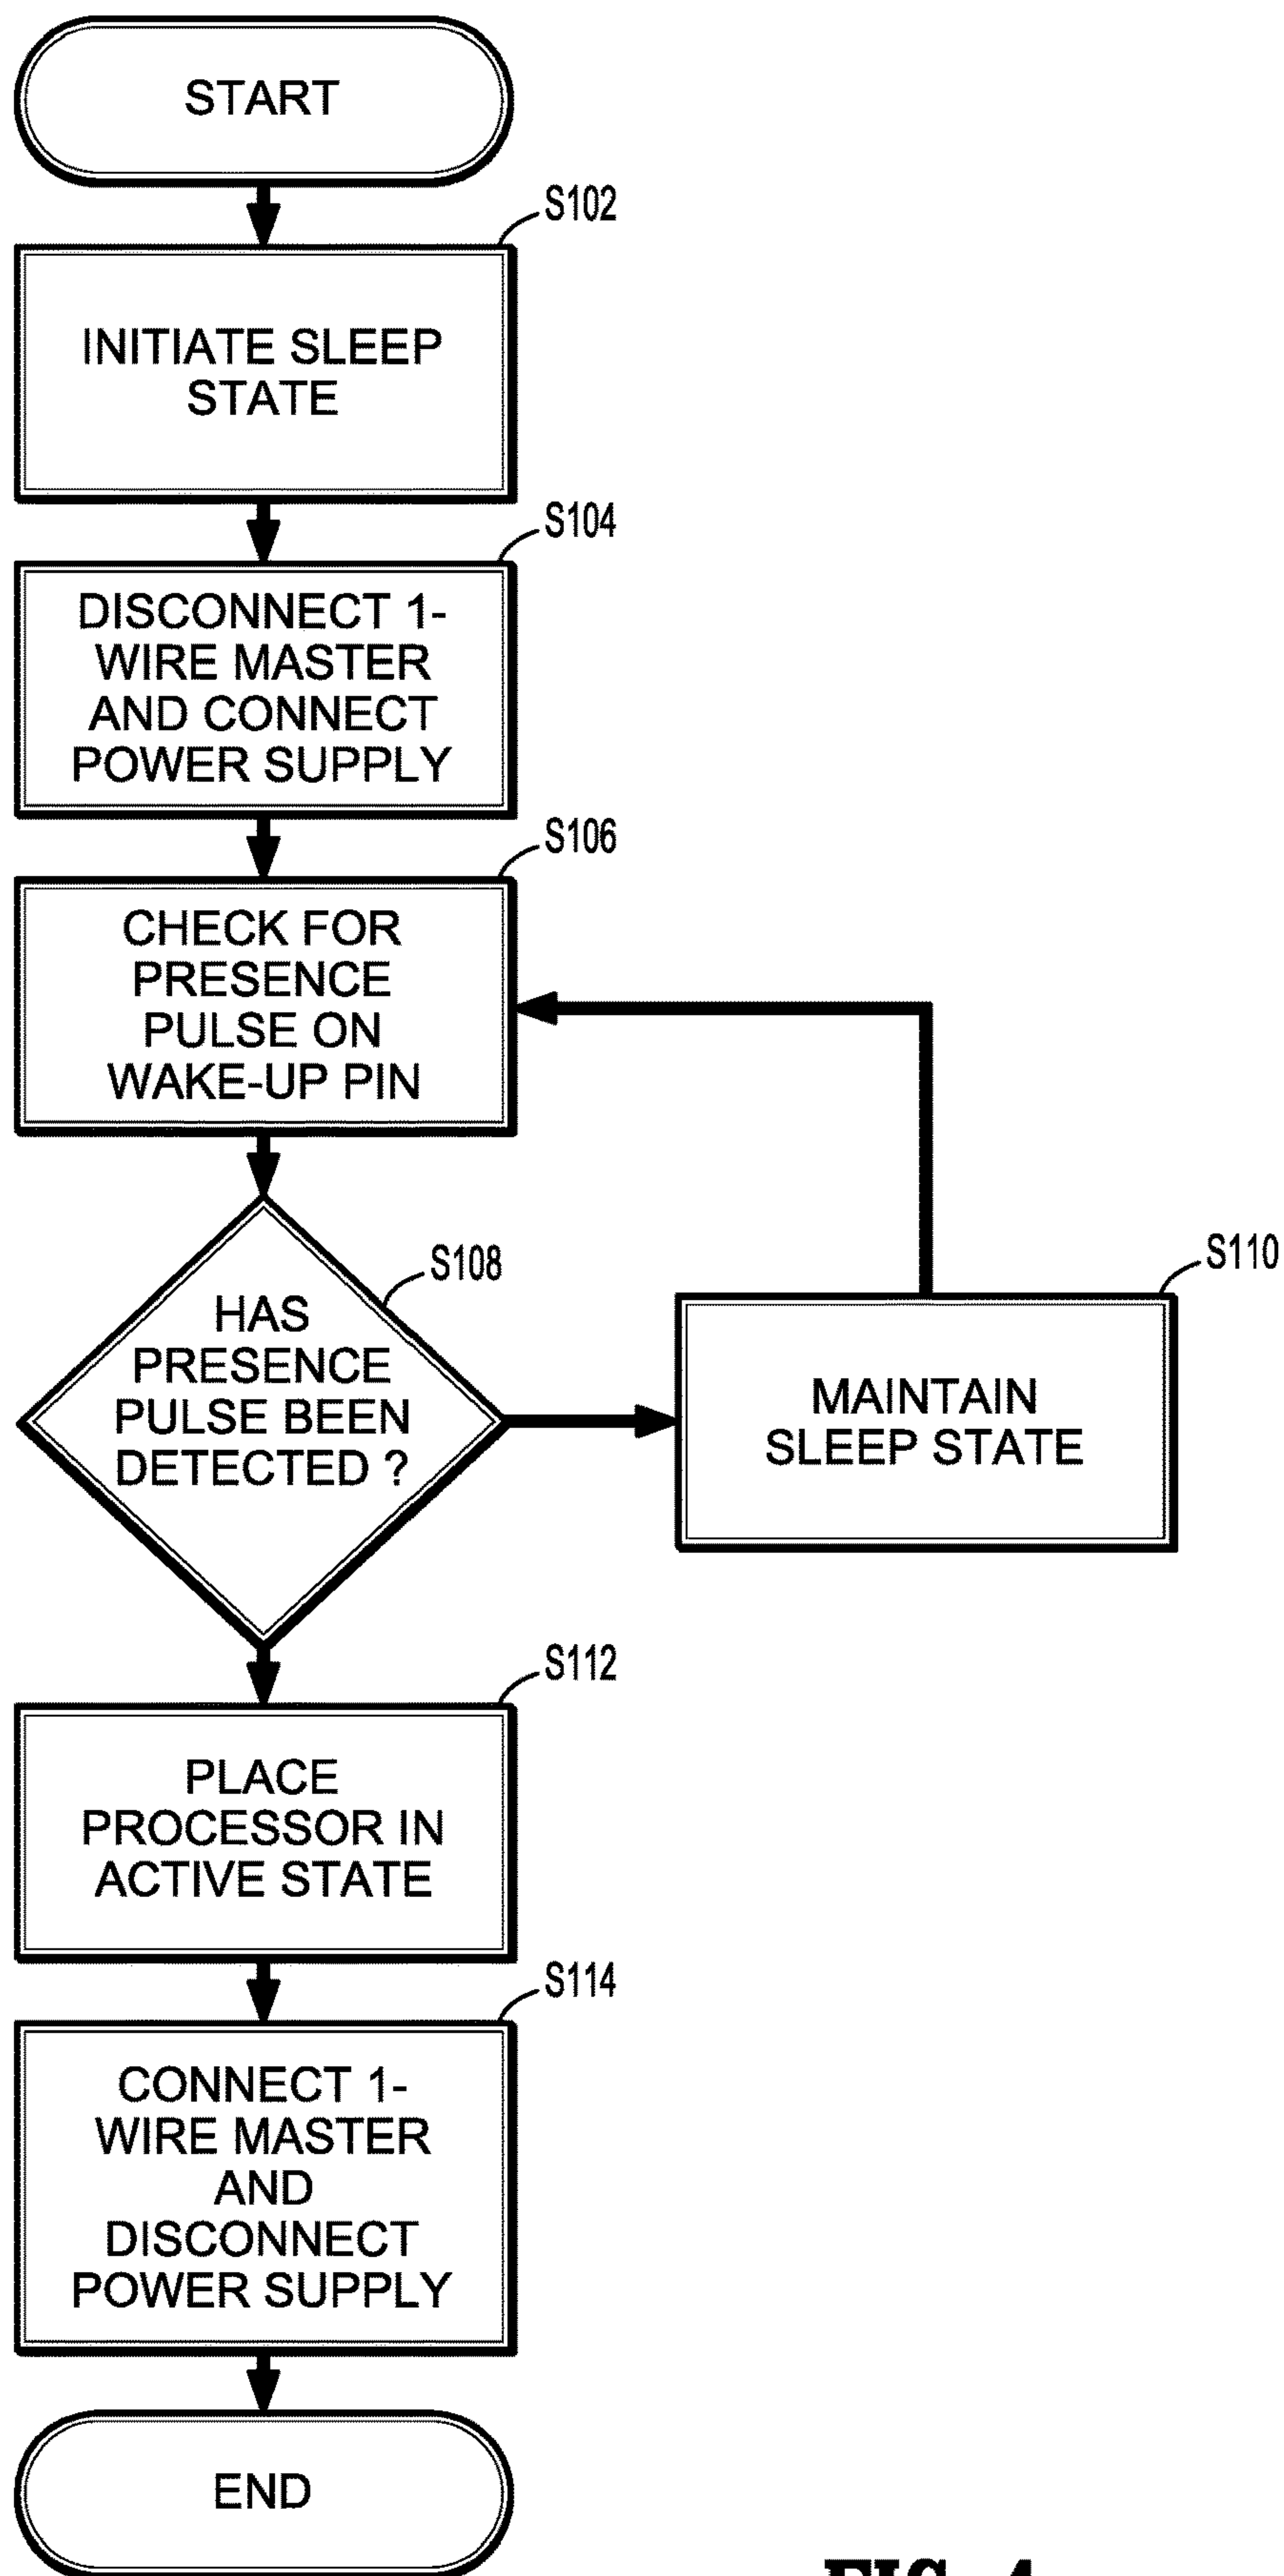 START
S102
INITIATE SLEEP
STATE
S104
DISCONNECT 1-
WIRE MASTER
AND CONNECT
POWER SUPPLY
S106
CHECK FOR
PRESENCE
PULSE ON
WAKE-UP PIN
S108
HAS
PRESENCE
PULSE BEEN
DETECTED ?
S110
MAINTAIN
SLEEP STATE
S112
PLACE
PROCESSOR IN
ACTIVE STATE
S114
CONNECT 1-
WIRE MASTER
AND
DISCONNECT
POWER SUPPLY
END
FIG. 4